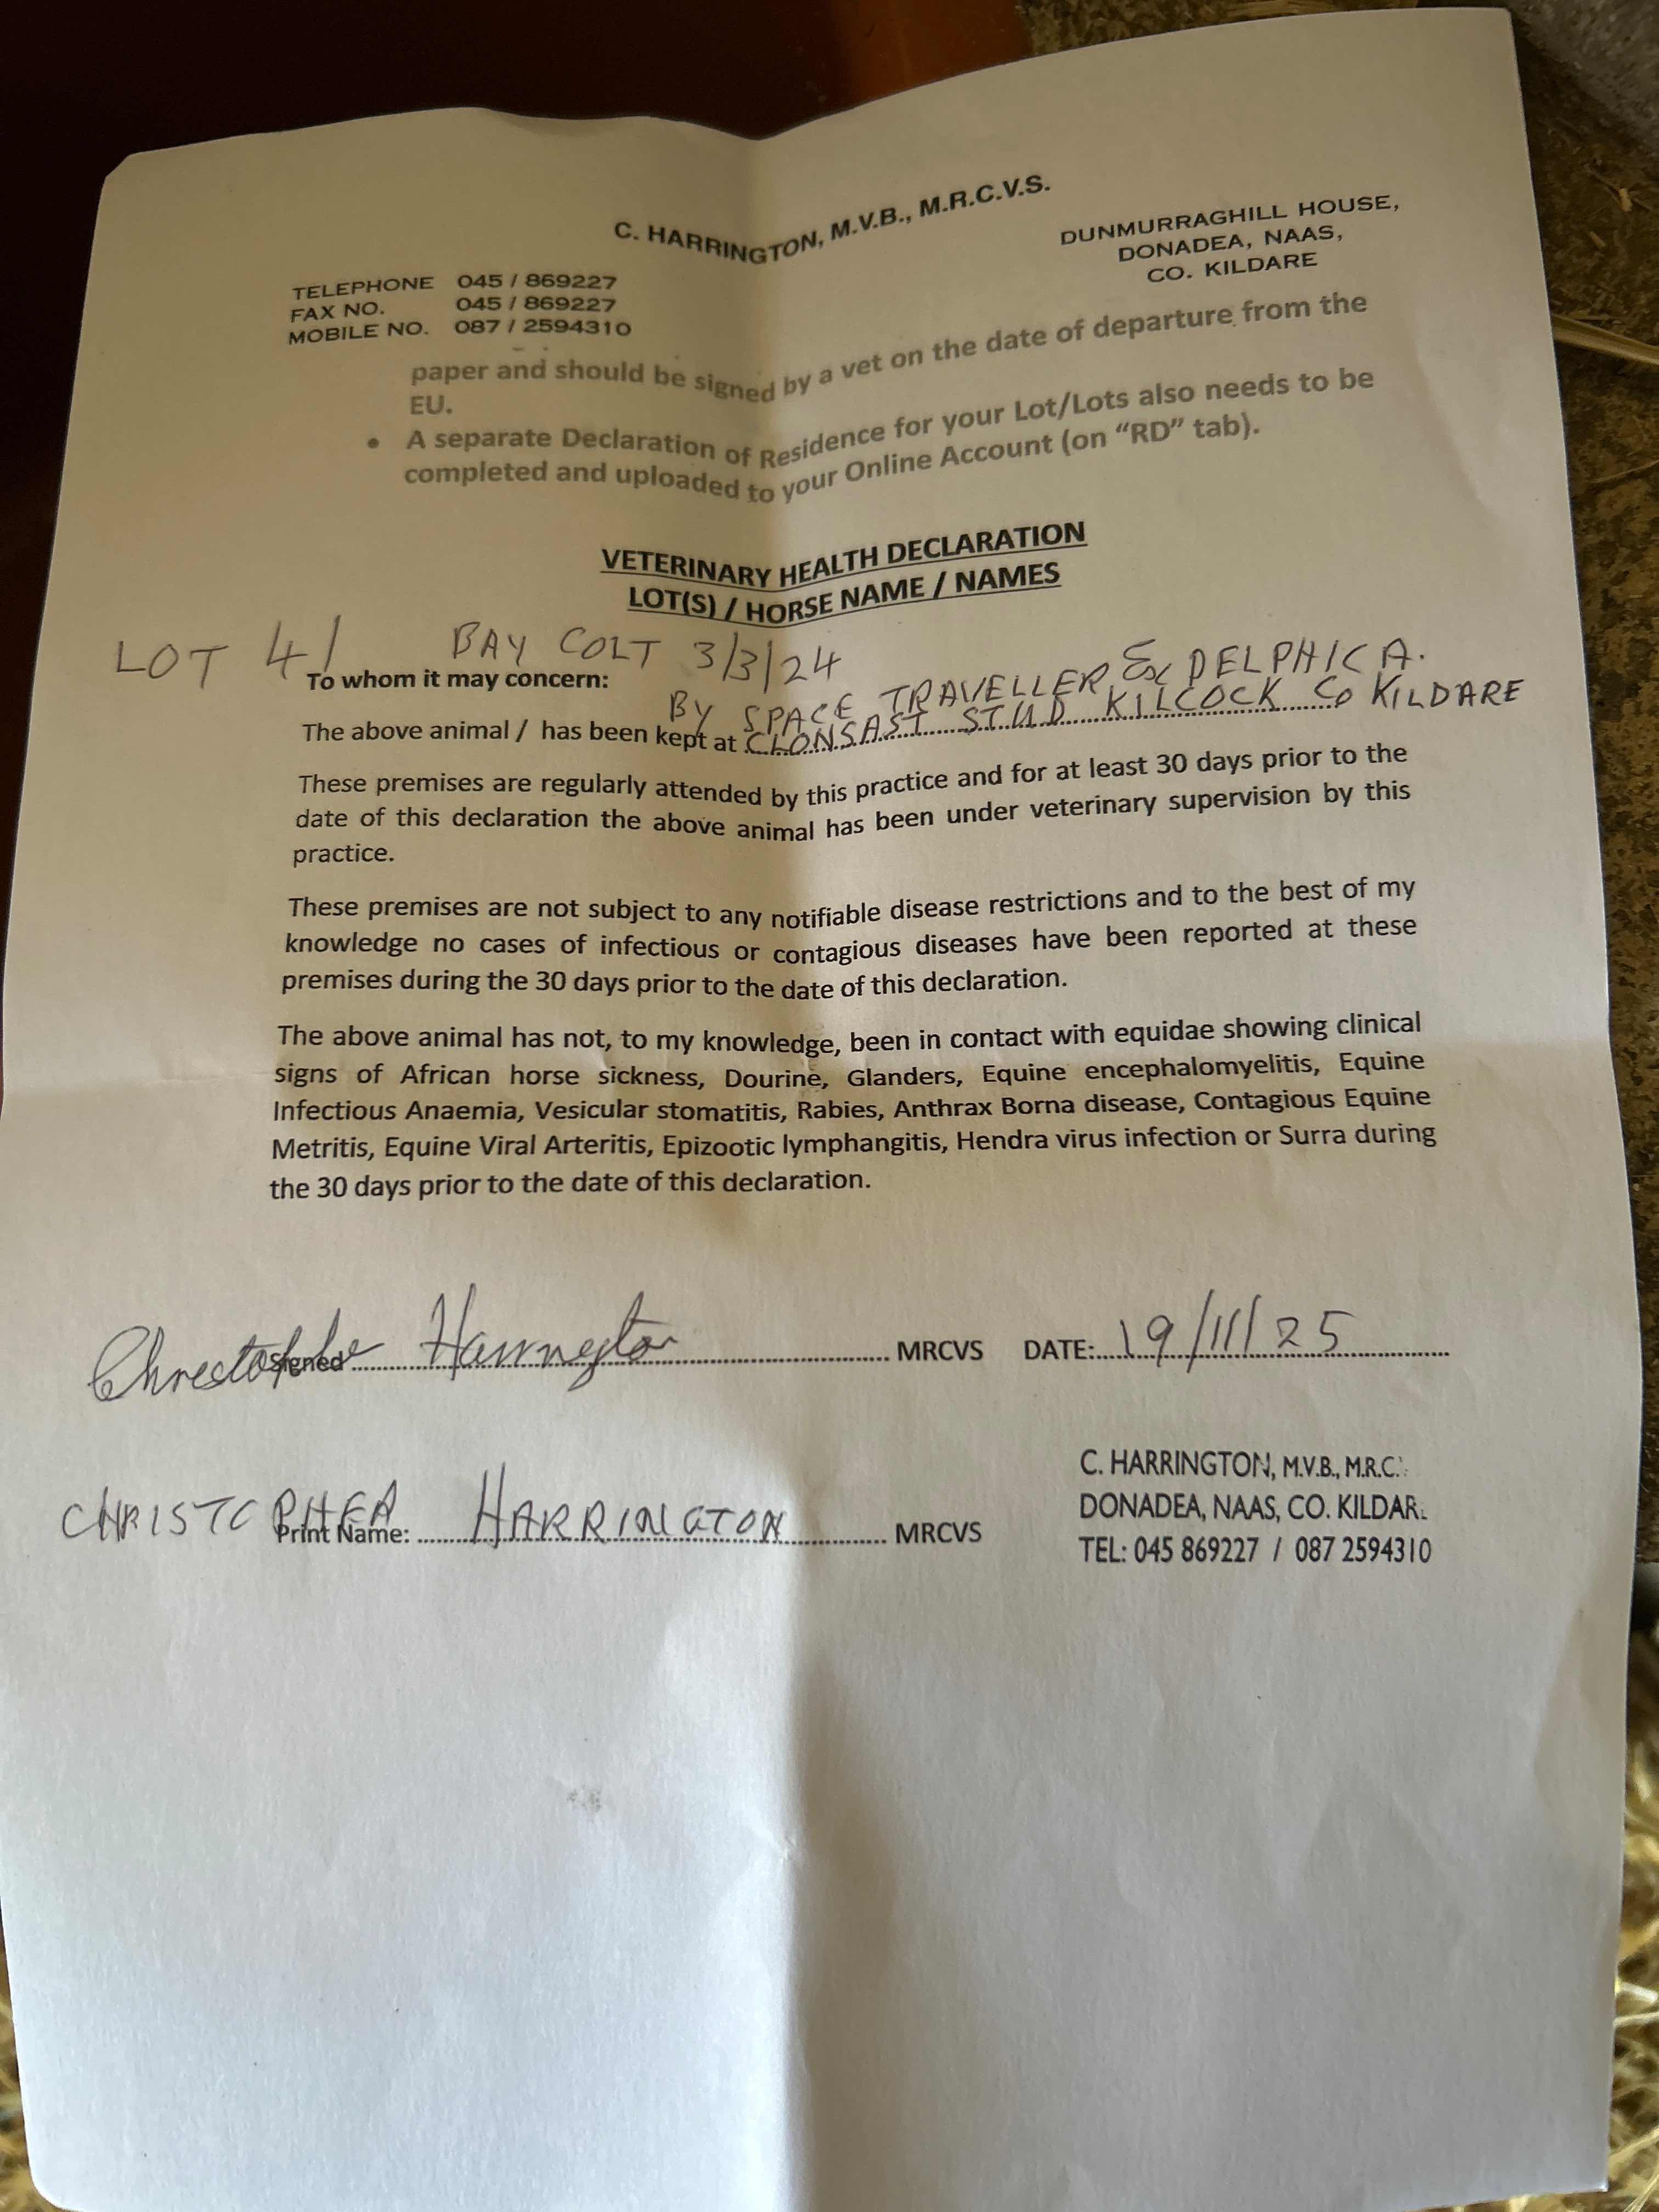 C. HARRINGTON, M.V.B., M.R.C.V.S.
DUNMURRAGHILL HOUSE,
DONADEA, NAAS,
CO. KILDARE
TELEPHONE 045 / 869227
FAX NO. 045 / 869227
MOBILE NO. 087 / 2594310
paper and should be signed by a vet on the date of departure from the
EU.
• A separate Declaration of Residence for your Lot/Lots also needs to be
completed and uploaded to your Online Account (on “RD” tab).
VETERINARY HEALTH DECLARATION
LOT(S) / HORSE NAME / NAMES
LOT 41 BAY COLT 3/3/24
To whom it may concern:
BY SPACE TRAVELLER Ex DELPHICA.
The above animal / has been kept at CLONSAST STUD KILCOCK Co KILDARE
These premises are regularly attended by this practice and for at least 30 days prior to the
date of this declaration the above animal has been under veterinary supervision by this
practice.
These premises are not subject to any notifiable disease restrictions and to the best of my
knowledge no cases of infectious or contagious diseases have been reported at these
premises during the 30 days prior to the date of this declaration.
The above animal has not, to my knowledge, been in contact with equidae showing clinical
signs of African horse sickness, Dourine, Glanders, Equine encephalomyelitis, Equine
Infectious Anaemia, Vesicular stomatitis, Rabies, Anthrax Borna disease, Contagious Equine
Metritis, Equine Viral Arteritis, Epizootic lymphangitis, Hendra virus infection or Surra during
the 30 days prior to the date of this declaration.
Signed Christopher Harrington MRCVS DATE: 19/11/25
Print Name: CHRISTOPHER HARRINGTON MRCVS
C. HARRINGTON, M.V.B., M.R.C.
DONADEA, NAAS, CO. KILDAR
TEL: 045 869227 / 087 2594310